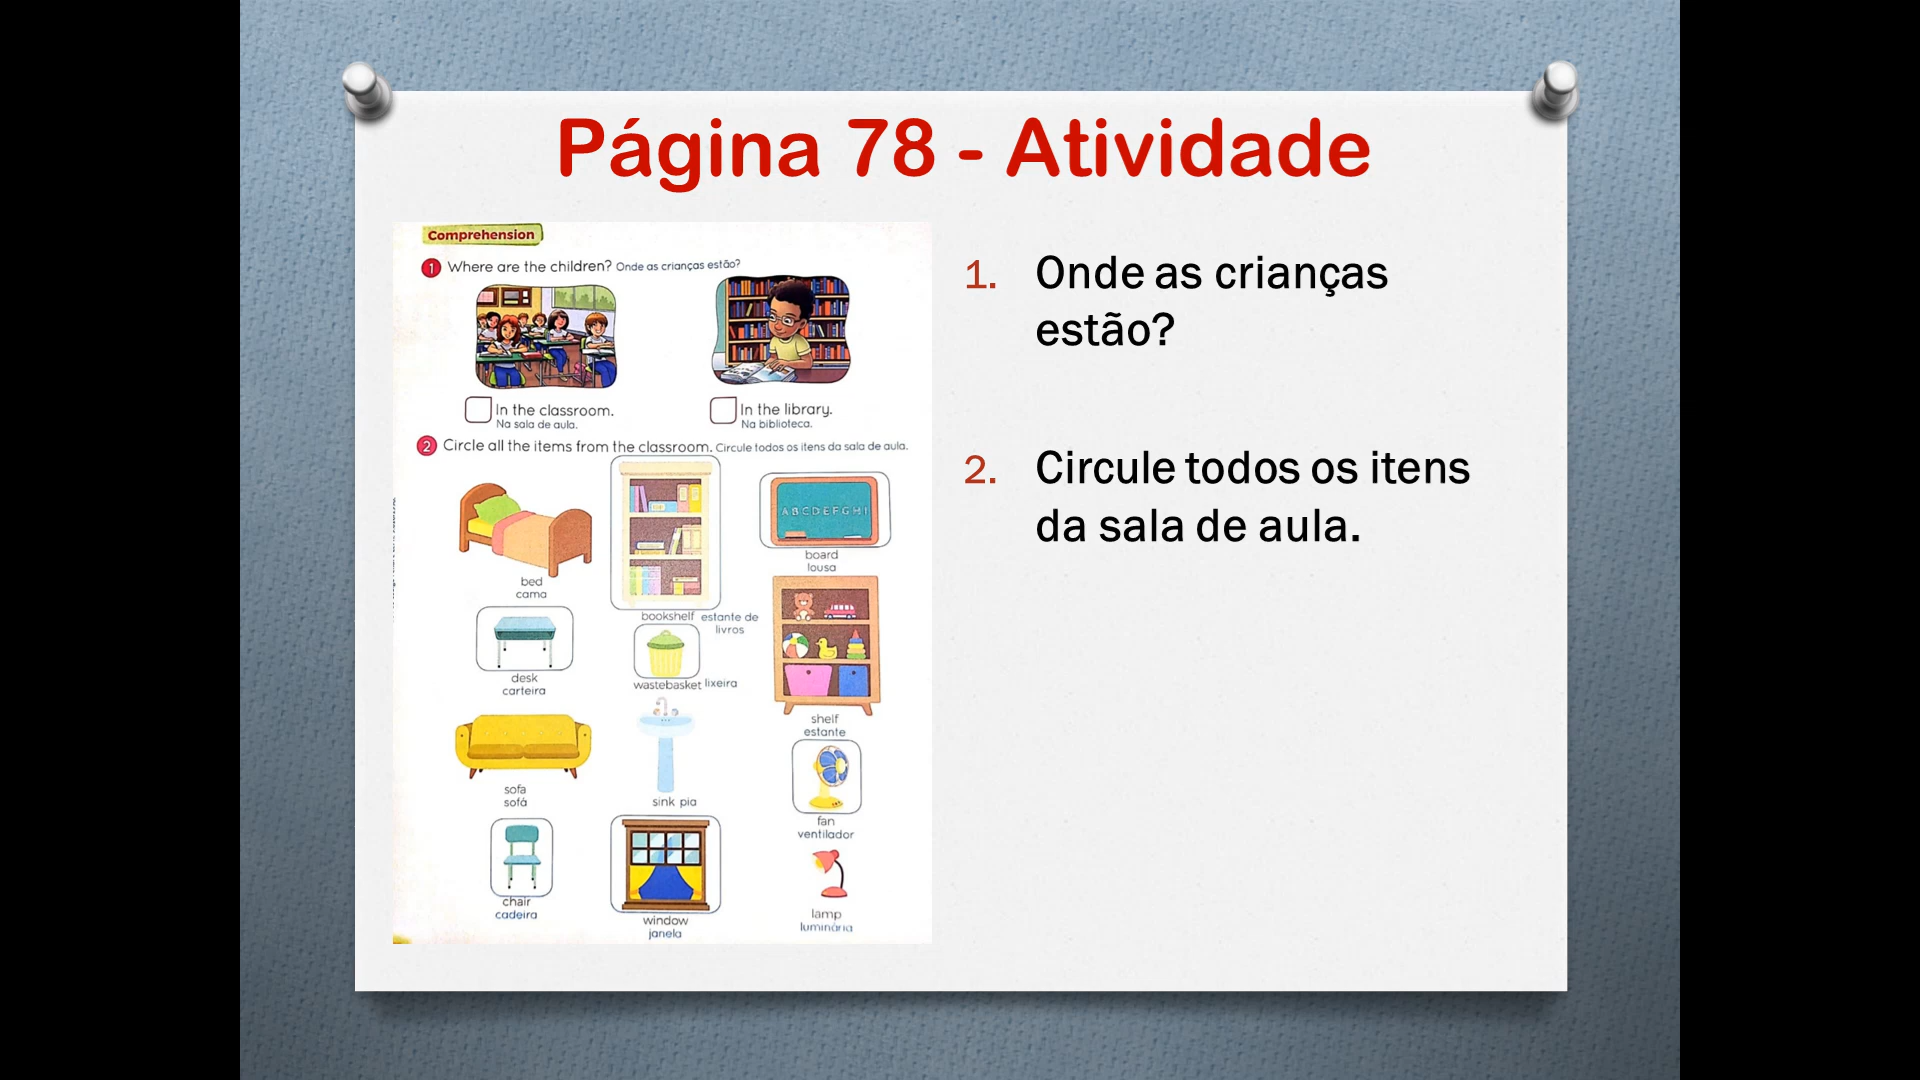 Página 78 - Atividade
Comprehension
1 Where are the children? Onde as crianças estão?
In the classroom.
Na sala de aula.
In the library.
Na biblioteca.
2 Circle all the items from the classroom. Circule todos os itens da sala de aula.
bed
cama
bookshelf estante de
livros
ABCDEFGHI
board
lousa
desk
carteira
wastebasket lixeira
shelf
estante
sofa
sofá
sink pia
fan
ventilador
chair
cadeira
window
janela
lamp
luminária
1. Onde as crianças
estão?
2. Circule todos os itens
da sala de aula.